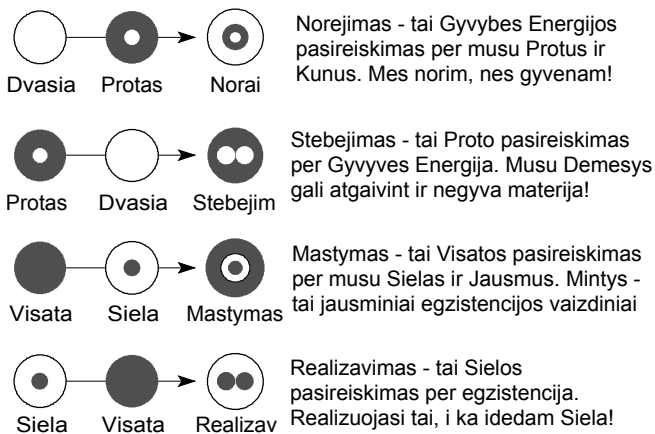 Norejimas - tai Gyvybes Energijos
pasireiskimas per musu Protus ir
Kunus. Mes norim, nes gyvenam!
Dvasia Protas Norai
Stebejimas - tai Proto pasireiskimas
per Gyvyves Energija. Musu Demesys
gali atgaivint ir negyva materija!
Protas Dvasia Stebejim
Mastymas - tai Visatos pasireiskimas
per musu Sielas ir Jausmus. Mintys -
tai jausminiai egzistencijos vaizdiniai
Visata Siela Mastymas
Realizavimas - tai Sielos
pasireiskimas per egzistencija.
Realizuojasi tai, i ka idedam Siela!
Siela Visata Realizav